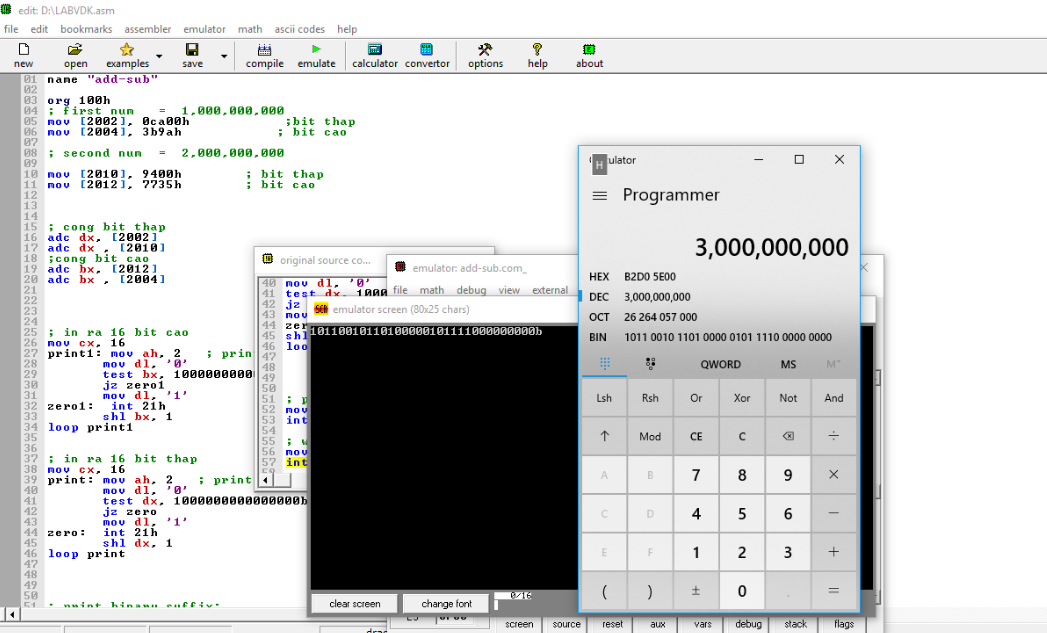 edit: D:\LABVDK.asm
file edit bookmarks assembler emulator math ascii codes help
new open examples save compile emulate calculator convertor options help about
01 name "add-sub"
02
03 org 100h
04 ; first num = 1,000,000,000
05 mov [2002], 0ca00h ;bit thap
06 mov [2004], 3b9ah ; bit cao
07
08 ; second num = 2,000,000,000
09
10 mov [2010], 9400h ; bit thap
11 mov [2012], 7735h ; bit cao
12
13
14
15 ; cong bit thap
16 adc dx, [2002]
17 adc dx , [2010]
18 ;cong bit cao
19 adc bx, [2012]
20 adc bx , [2004]
21
22
23
24
25 ; in ra 16 bit cao
26 mov cx, 16
27 print1: mov ah, 2 ; prin
28 mov dl, '0'
29 test bx, 1000000000
30 jz zero1
31 mov dl, '1'
32 zero1: int 21h
33 shl bx, 1
34 loop print1
35
36
37 ; in ra 16 bit thap
38 mov cx, 16
39 print: mov ah, 2 ; print
40 mov dl, '0'
41 test dx, 1000000000000000b
42 jz zero
43 mov dl, '1'
44 zero: int 21h
45 shl dx, 1
46 loop print
47
48
49
50
51 ; print binary suffix:
original source co...
40 mov dl, '0'
41 test dx, 1000
42 jz
43 mov
44 zer
45 shl
46 loo
47
48
49
50
51 ; p
52 mov
53 int
54
55 ; w
56 mov
57 int
emulator: add-sub.com_
file math debug view external
emulator screen (80x25 chars)
10110010110100000101111000000000b
clear screen change font 0/16
screen source reset aux vars debug stack flags
H
Programmer
3,000,000,000
HEX B2D0 5E00
DEC 3,000,000,000
OCT 26 264 057 000
BIN 1011 0010 1101 0000 0101 1110 0000 0000
QWORD MS M
Lsh Rsh Or Xor Not And
↑ Mod CE C ⌫ ÷
A B 7 8 9 ×
C D 4 5 6 −
E F 1 2 3 +
( ) ± 0 . =